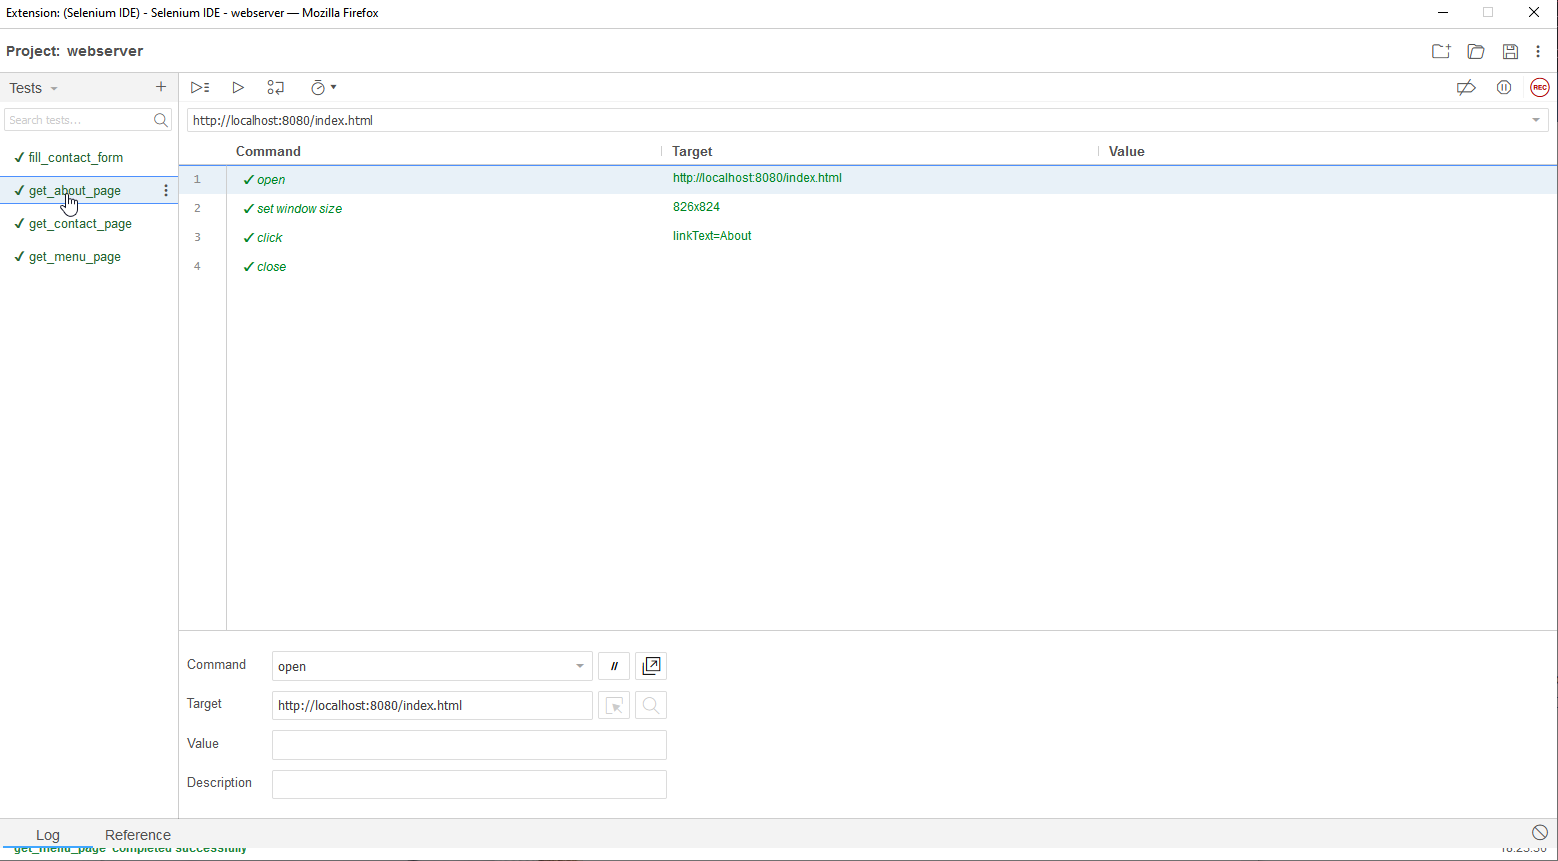 Extension: (Selenium IDE) - Selenium IDE - webserver — Mozilla Firefox
Project: webserver
Tests
Search tests...
fill_contact_form
get_about_page
get_contact_page
get_menu_page
REC
http://localhost:8080/index.html
Command Target Value
1 open http://localhost:8080/index.html
2 set window size 826x824
3 click linkText=About
4 close
Command open //
Target http://localhost:8080/index.html
Value
Description
Log Reference
get_menu_page completed successfully